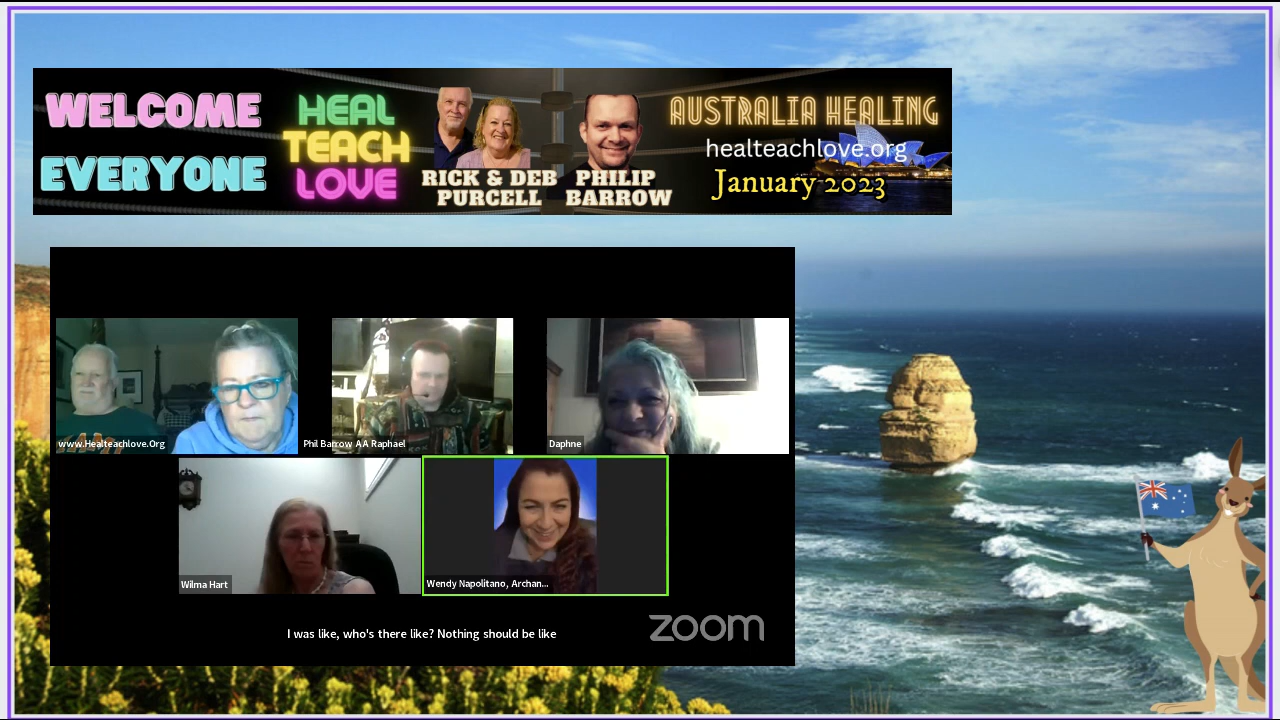 WELCOME
EVERYONE
HEAL
TEACH
LOVE
RICK & DEB
PURCELL
PHILIP
BARROW
AUSTRALIA HEALING
healteachlove.org
January 2023
www.Healteachlove.Org
Phil Barrow AA Raphael
Daphne
Wilma Hart
Wendy Napolitano, Archan...
I was like, who's there like? Nothing should be like
zoom